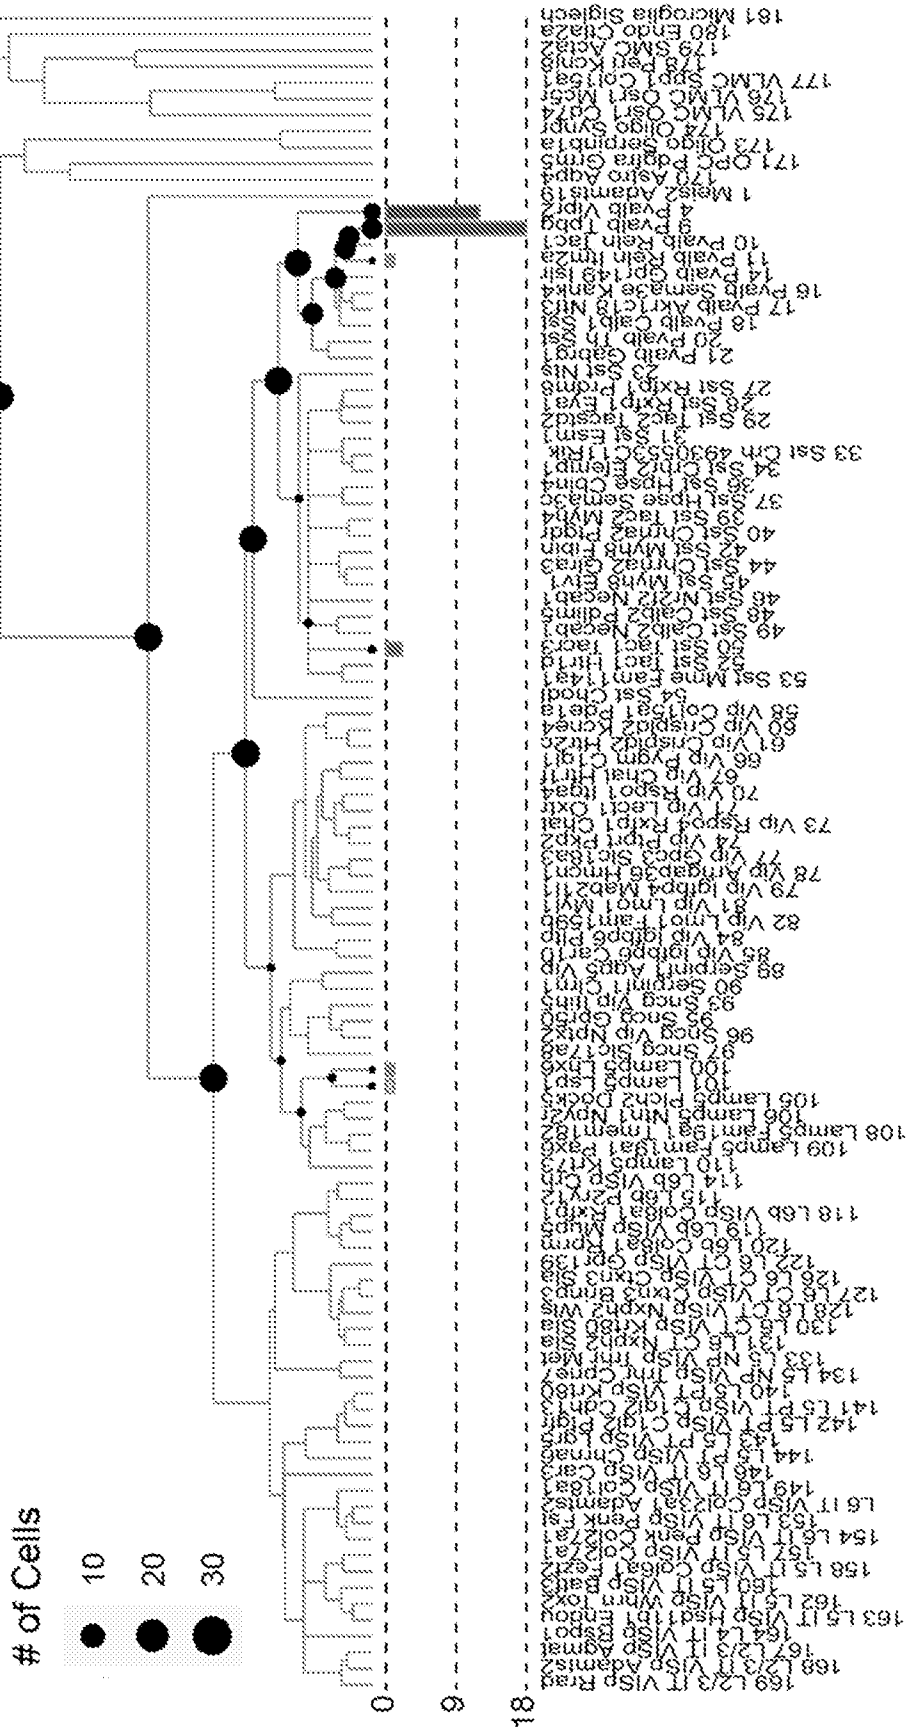 # of Cells
10
20
30
0
9
18
169 L2/3 IT VISp Rrad
168 L2/3 IT VISp Adamts2
167 L2/3 IT VISp Agmat
164 L4 IT VISp Rspo1
163 L5 IT VISp Hsd11b1 Endou
162 L5 IT VISp Whrn Tox2
160 L5 IT VISp Batf3
158 L5 IT VISp Col6a1 Fezf2
157 L5 IT VISp Col27a1
154 L6 IT VISp Penk Col27a1
153 L6 IT VISp Penk Fst
L6 IT VISp Col23a1 Adamts2
149 L6 IT VISp Col18a1
146 L6 IT VISp Car3
144 L5 PT VISp Chrna6
143 L5 PT VISp Lgr5
142 L5 PT VISp C1ql2 Ptgfr
141 L5 PT VISp C1ql2 Cdh13
140 L5 PT VISp Krt80
134 L5 NP VISp Trhr Cpne7
133 L5 NP VISp Trhr Met
131 L6 CT Nxph2 Sla
130 L6 CT VISp Krt80 Sla
128 L6 CT VISp Nxph2 Wls
127 L6 CT VISp Ctxn3 Brinp3
126 L6 CT VISp Ctxn3 Sla
122 L6 CT VISp Gpr139
120 L6b Col8a1 Rprm
119 L6b VISp Mup5
118 L6b VISp Col8a1 Rxfp1
115 L6b P2ry12
114 L6b VISp Crh
110 Lamp5 Krt73
109 Lamp5 Fam19a1 Pax6
108 Lamp5 Fam19a1 Tmem182
106 Lamp5 Ntn1 Npy2r
105 Lamp5 Plch2 Dock5
101 Lamp5 Lsp1
100 Lamp5 Lhx6
97 Sncg Slc17a8
96 Sncg Vip Nptx2
95 Sncg Gpr50
93 Sncg Vip Itih5
90 Serpinf1 Clrn1
89 Serpinf1 Aqp5 Vip
85 Vip Igfbp6 Car10
84 Vip Igfbp6 Pltp
82 Vip Lmo1 Fam159b
81 Vip Lmo1 Myl1
79 Vip Igfbp4 Mab21l1
78 Vip Arhgap36 Hmcn1
77 Vip Gpc3 Slc18a3
74 Vip Ptprt Pkp2
73 Vip Rspo4 Rxfp1 Chat
71 Vip Lect1 Oxtr
70 Vip Rspo1 Itga4
67 Vip Chat Htr1f
66 Vip Pygm C1ql1
61 Vip Crispld2 Htr2c
60 Vip Crispld2 Kcne4
58 Vip Col15a1 Pde1a
54 Sst Chodl
53 Sst Mme Fam114a1
52 Sst Tac1 Htr1d
50 Sst Tac1 Tacr3
49 Sst Calb2 Necab1
48 Sst Calb2 Pdlim5
46 Sst Nr2f2 Necab1
45 Sst Myh8 Etv1
44 Sst Chrna2 Glra3
42 Sst Myh8 Fibin
40 Sst Chrna2 Ptgdr
39 Sst Tac2 Myh4
37 Sst Hpse Sema3c
36 Sst Hpse Cbln4
34 Sst Crhr2 Efemp1
33 Sst Crh 4930553C11Rik
31 Sst Esm1
29 Sst Tac2 Tacstd2
28 Sst Rxfp1 Eya1
27 Sst Rxfp1 Prdm8
23 Sst Nts
21 Pvalb Gabrg1
20 Pvalb Th Sst
18 Pvalb Calb1 Sst
17 Pvalb Akr1c18 Ntf3
16 Pvalb Sema3e Kank4
14 Pvalb Gpr149 Islr
11 Pvalb Reln Itm2a
10 Pvalb Reln Tac1
9 Pvalb Tpbg
4 Pvalb Vipr2
1 Meis2 Adamts19
170 Astro Aqp4
171 OPC Pdgfra Grm5
173 Oligo Serpinb1a
174 Oligo Synpr
175 VLMC Osr1 Cd74
176 VLMC Osr1 Mc5r
177 VLMC Spp1 Col15a1
178 Peri Kcnj8
179 SMC Acta2
180 Endo Ctla2a
181 Microglia Siglech